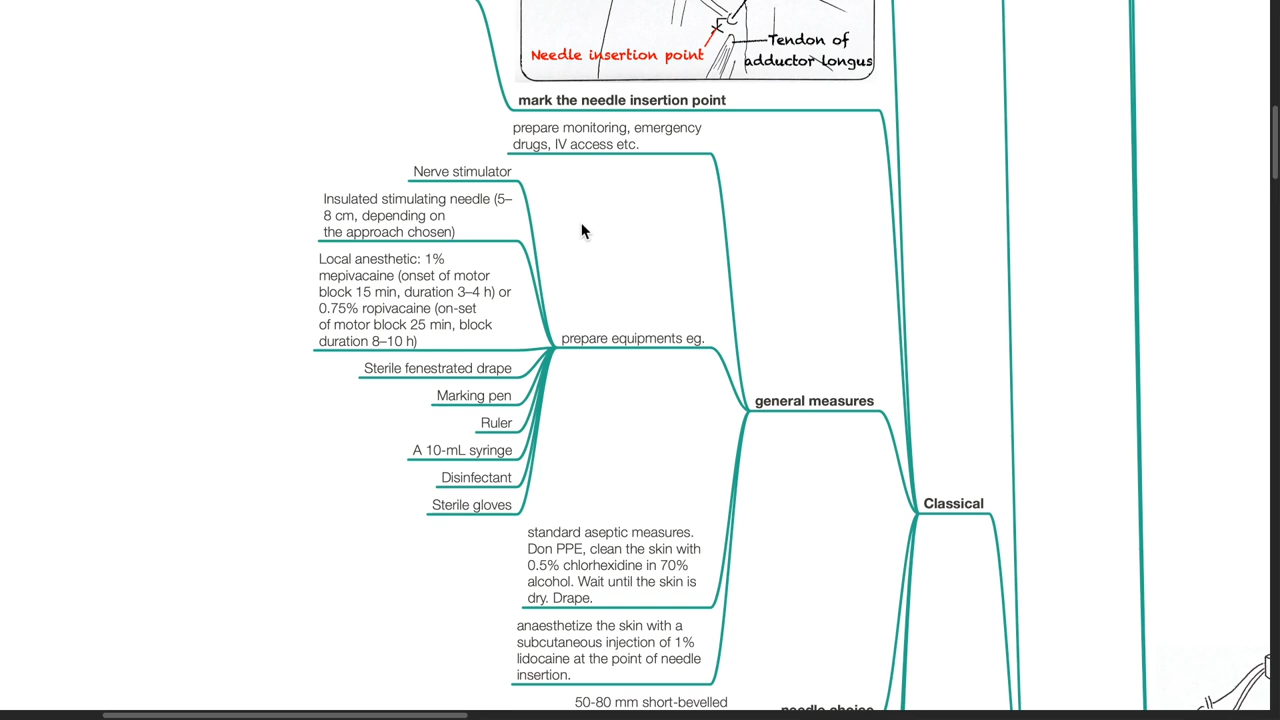 Needle insertion point
Tendon of
adductor longus
mark the needle insertion point
prepare monitoring, emergency
drugs, IV access etc.
Nerve stimulator
Insulated stimulating needle (5–
8 cm, depending on
the approach chosen)
Local anesthetic: 1%
mepivacaine (onset of motor
block 15 min, duration 3–4 h) or
0.75% ropivacaine (on-set
of motor block 25 min, block
duration 8–10 h)
prepare equipments eg.
Sterile fenestrated drape
Marking pen
general measures
Ruler
A 10-mL syringe
Disinfectant
Sterile gloves
Classical
standard aseptic measures.
Don PPE, clean the skin with
0.5% chlorhexidine in 70%
alcohol. Wait until the skin is
dry. Drape.
anaesthetize the skin with a
subcutaneous injection of 1%
lidocaine at the point of needle
insertion.
50-80 mm short-bevelled
needle choice